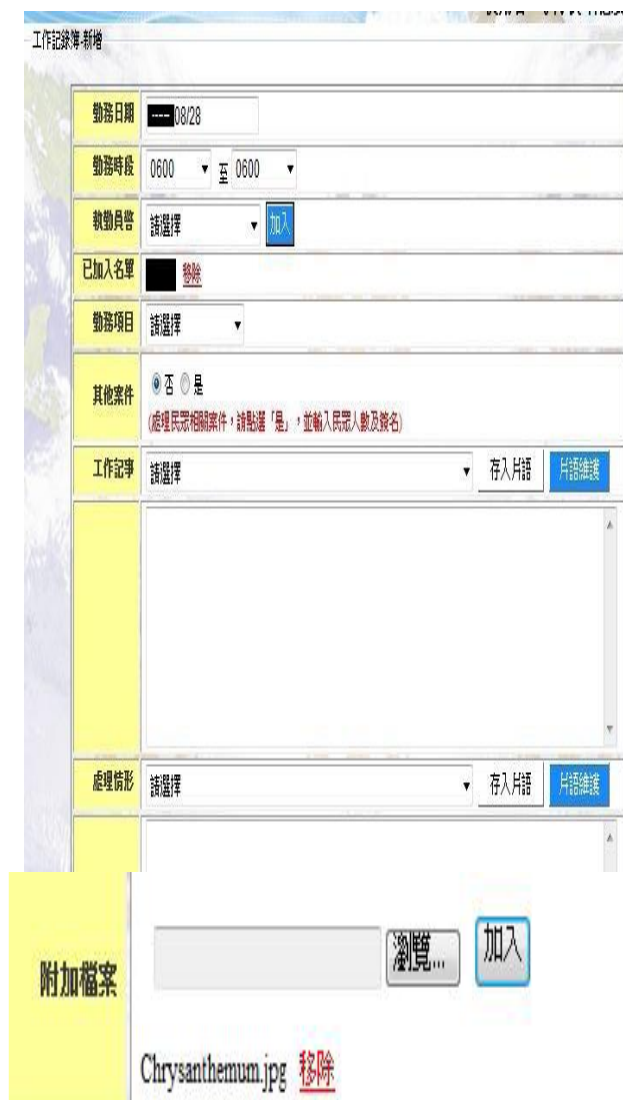 工作記錄簿-新增
勤務日期 08/28
勤務時段 0600 至 0600
執勤員警 請選擇 加入
已加入名單 移除
勤務項目 請選擇
其他案件 否 是
(處理民眾相關案件，請點選「是」，並輸入民眾人數及簽名)
工作記事 請選擇 存入片語 片語維護
處理情形 請選擇 存入片語 片語維護
附加檔案 瀏覽... 加入
Chrysanthemum.jpg 移除